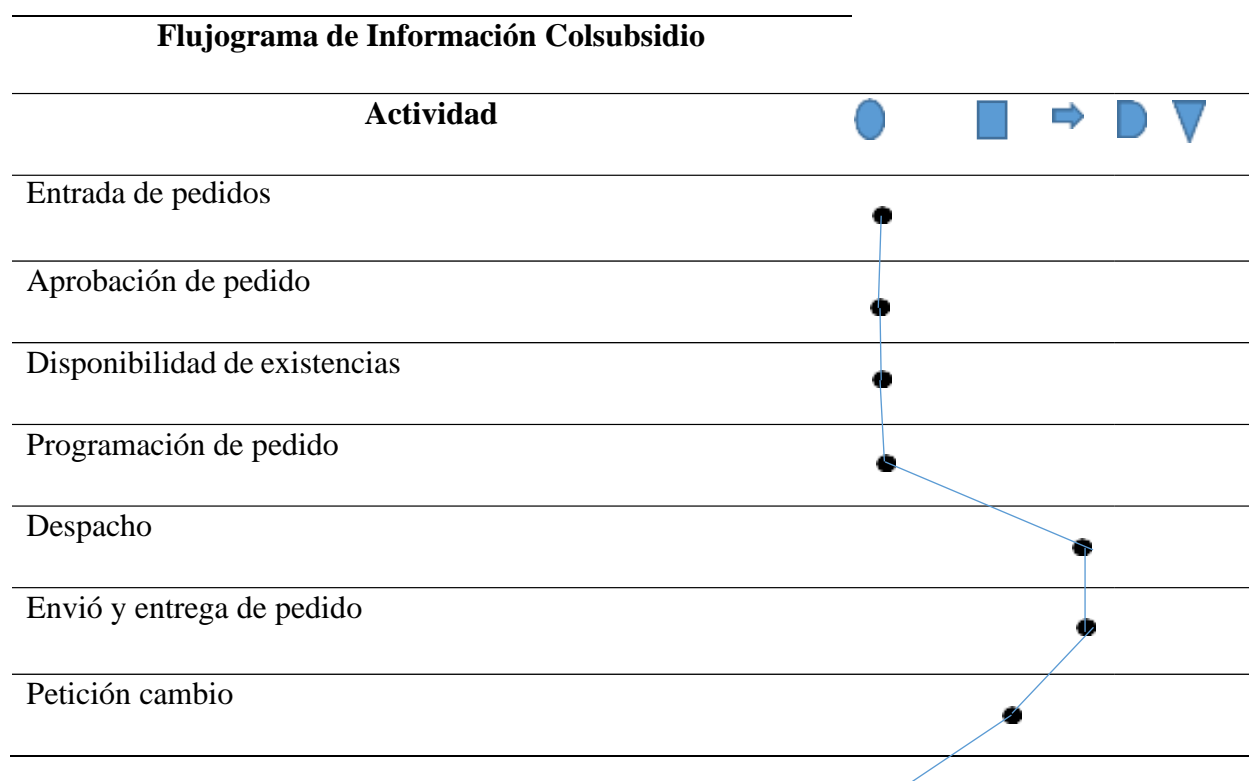 Flujograma de Información Colsubsidio
Actividad
Entrada de pedidos
Aprobación de pedido
Disponibilidad de existencias
Programación de pedido
Despacho
Envió y entrega de pedido
Petición cambio